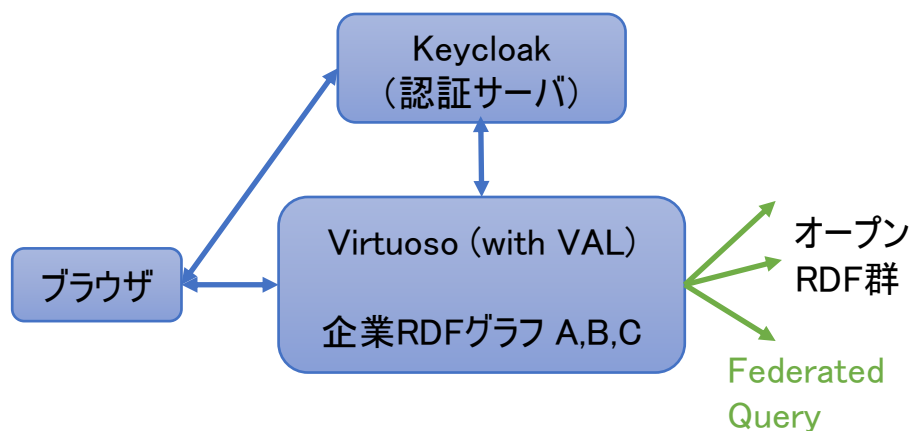 Keycloak
（認証サーバ）
Virtuoso (with VAL)
ブラウザ
企業RDFグラフ A,B,C
オープン
RDF群
Federated
Query